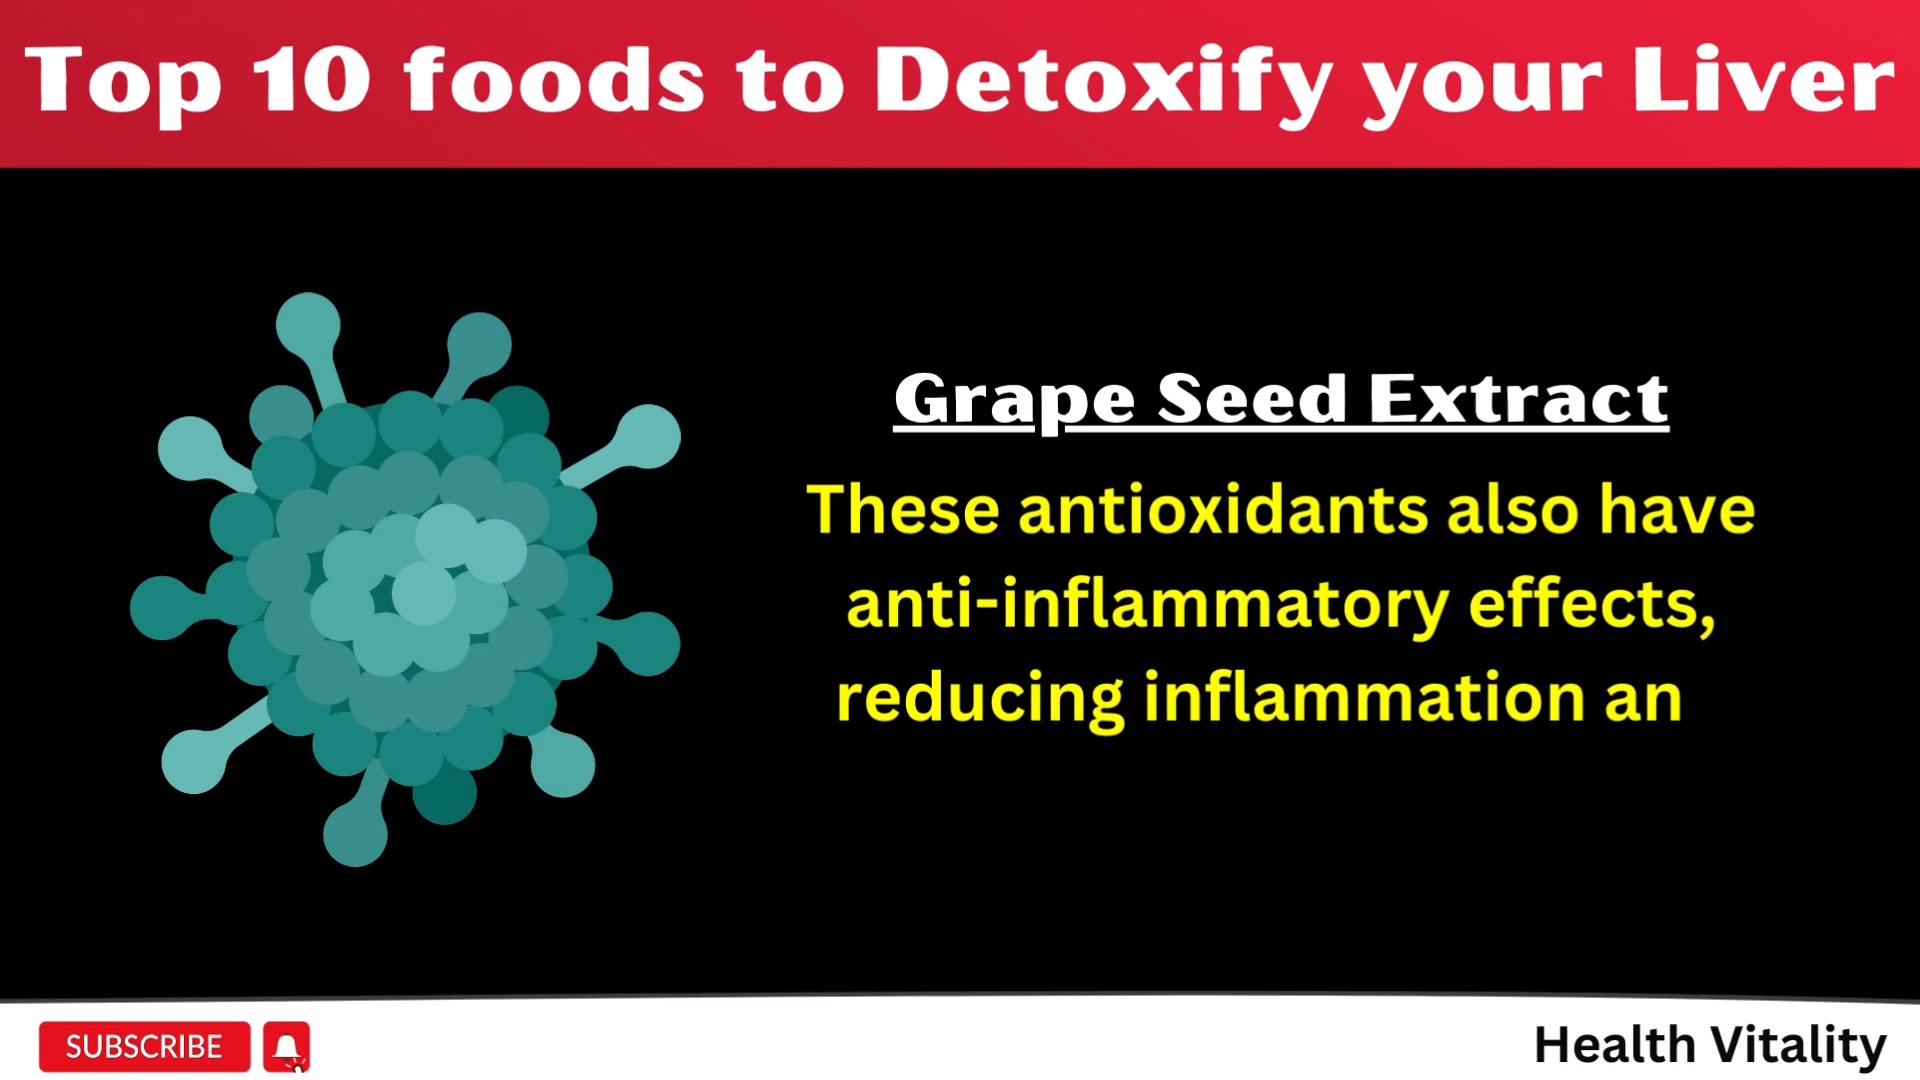 Top 10 foods to Detoxify your Liver
Grape Seed Extract
These antioxidants also have
anti-inflammatory effects,
reducing inflammation an
SUBSCRIBE
Health Vitality